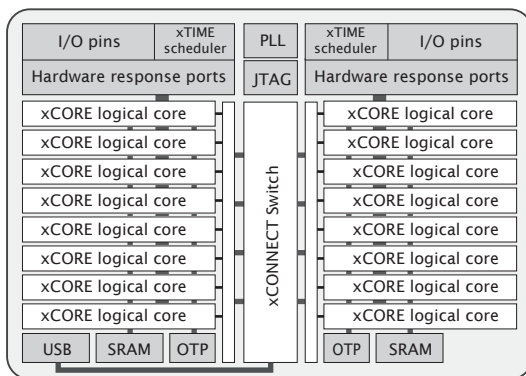 I/O pins
xTIME
scheduler
PLL
xTIME
scheduler
I/O pins
Hardware response ports
JTAG
Hardware response ports
xCORE logical core
xCORE logical core
xCORE logical core
xCORE logical core
xCORE logical core
xCORE logical core
xCORE logical core
xCORE logical core
xCONNECT Switch
xCORE logical core
xCORE logical core
xCORE logical core
xCORE logical core
xCORE logical core
xCORE logical core
xCORE logical core
xCORE logical core
USB
SRAM
OTP
OTP
SRAM